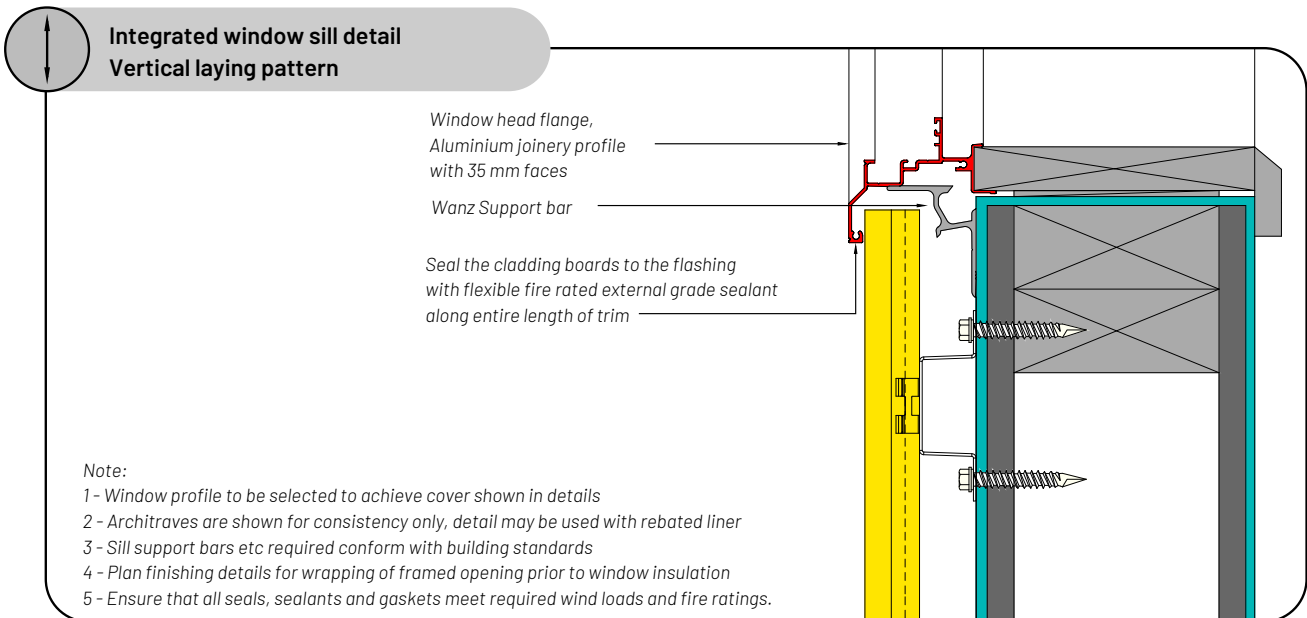 Integrated window sill detail
Vertical laying pattern
Window head flange,
Aluminium joinery profile
with 35 mm faces
Wanz Support bar
Seal the cladding boards to the flashing
with flexible fire rated external grade sealant
along entire length of trim
Note:
1 - Window profile to be selected to achieve cover shown in details
2 - Architraves are shown for consistency only, detail may be used with rebated liner
3 - Sill support bars etc required conform with building standards
4 - Plan finishing details for wrapping of framed opening prior to window insulation
5 - Ensure that all seals, sealants and gaskets meet required wind loads and fire ratings.